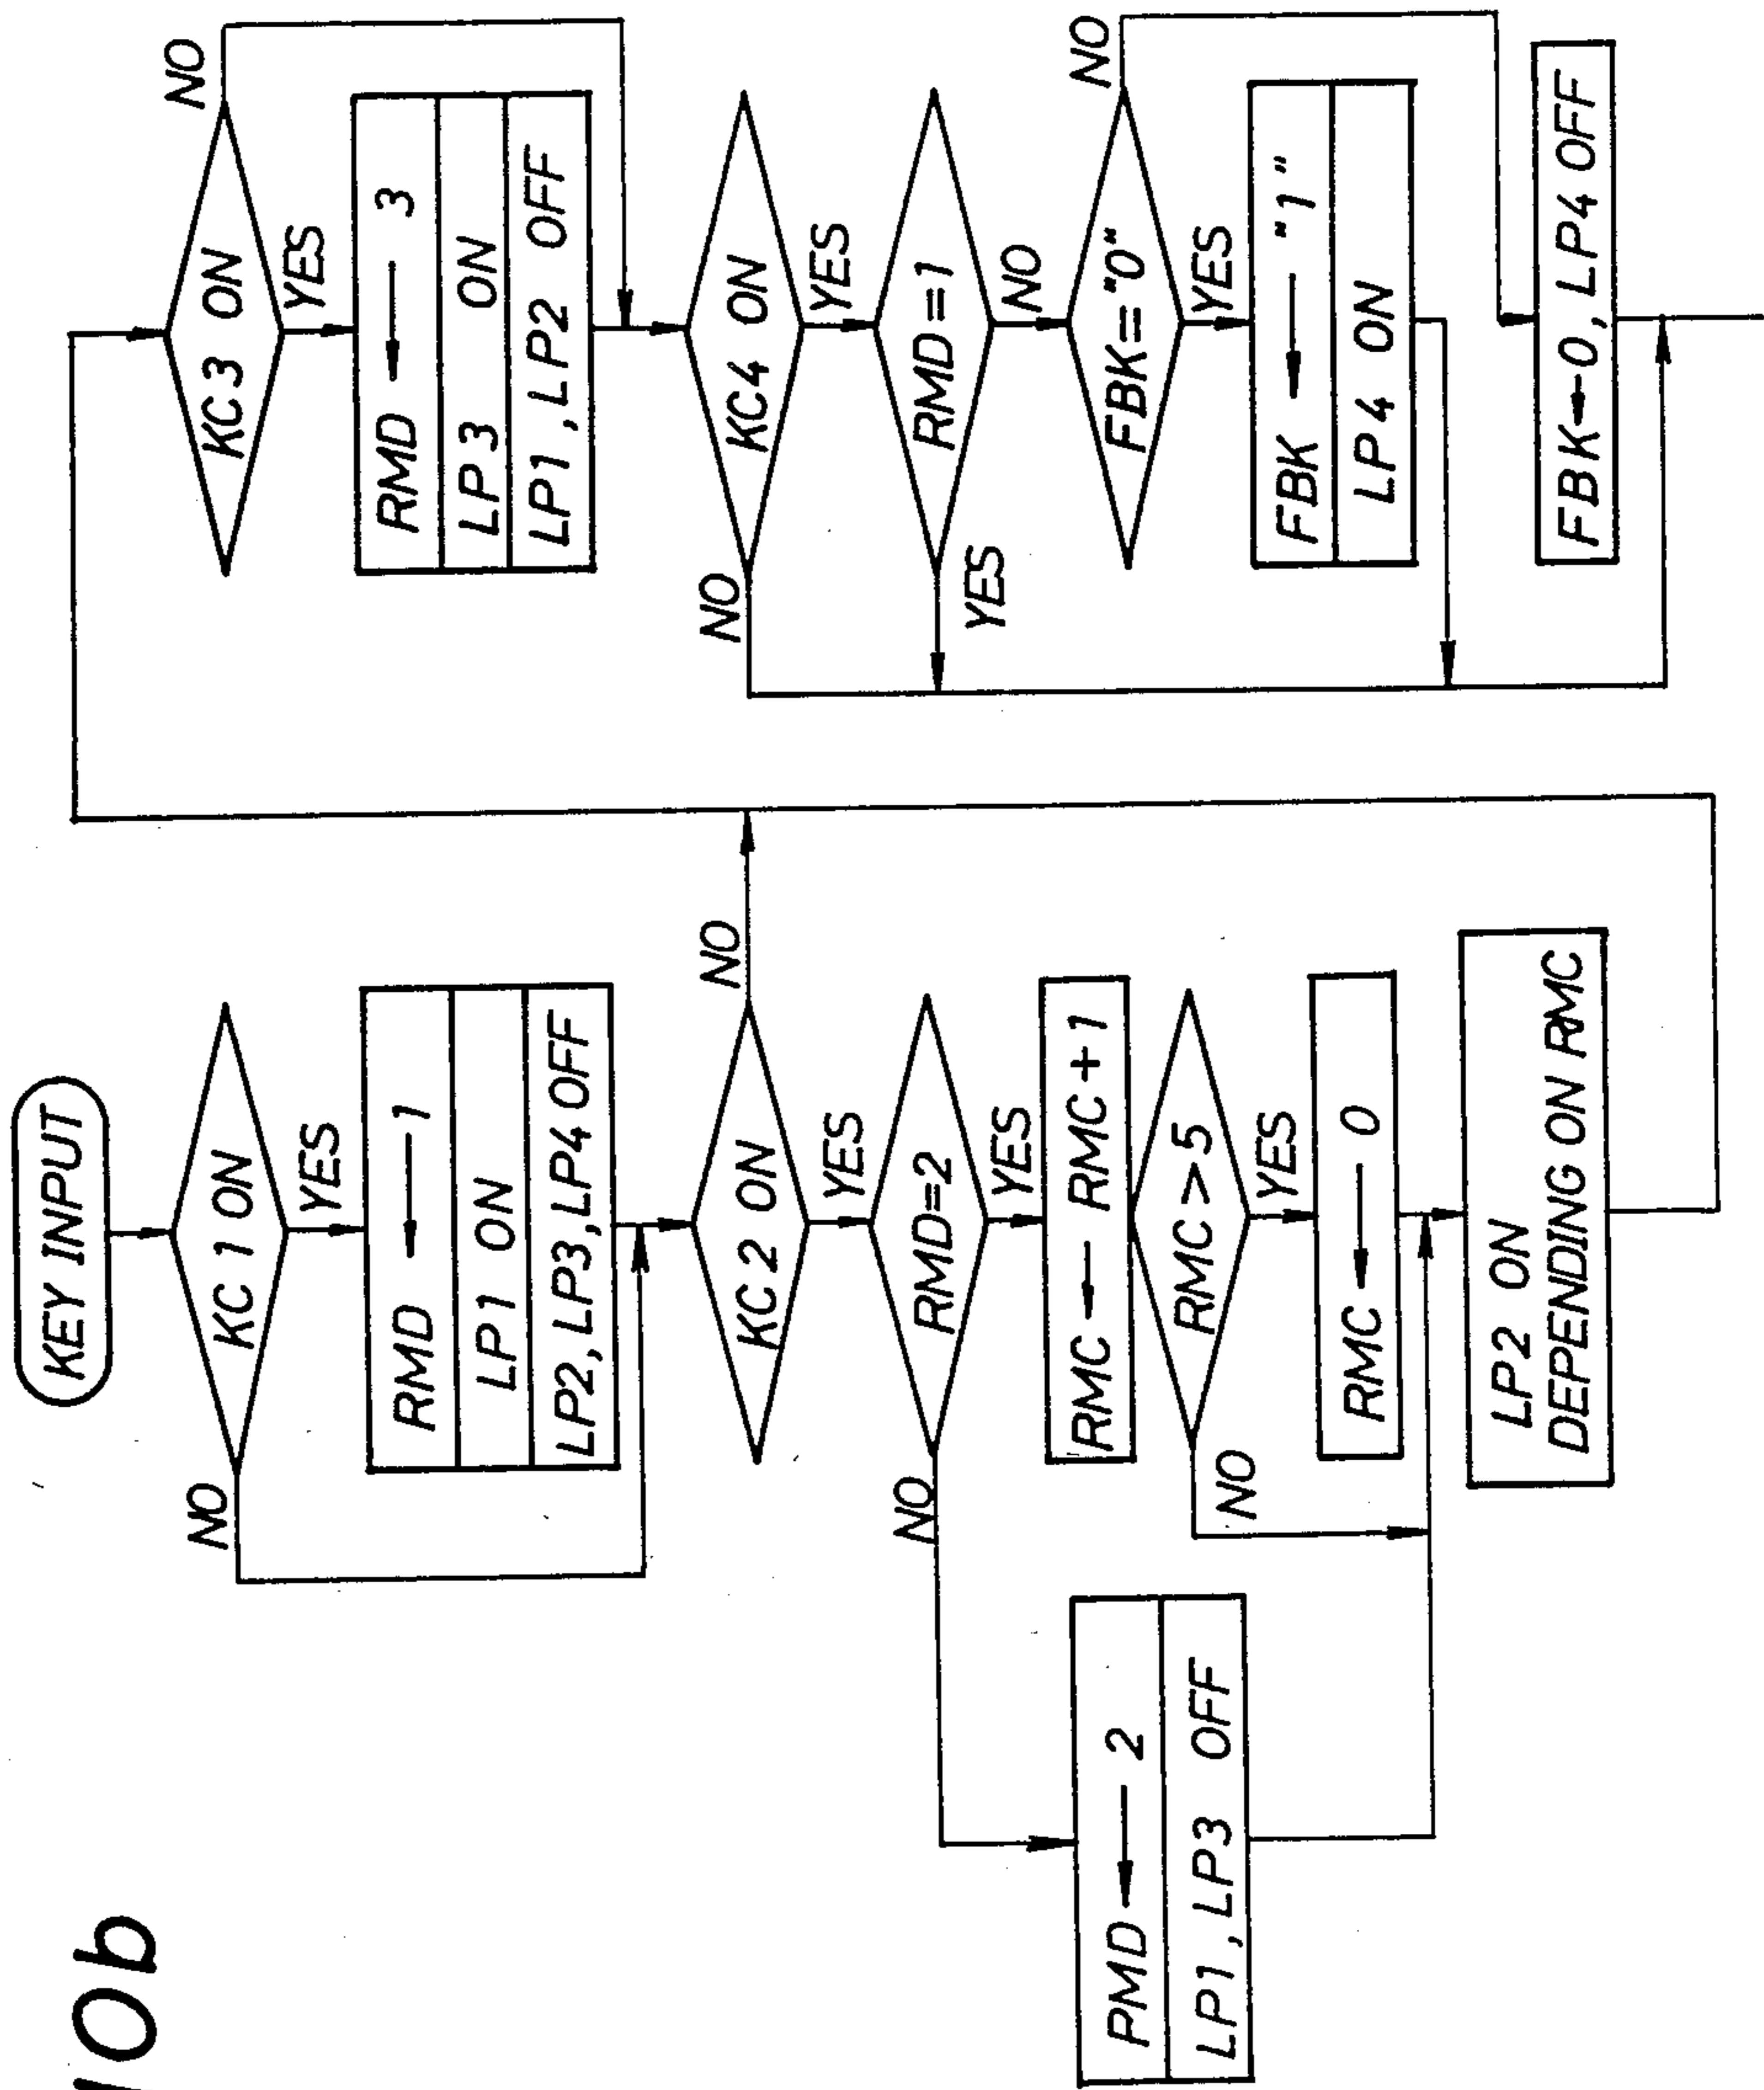 10b
KEY INPUT
KC 1 ON
NO
YES
RMD ← 1
LP1 ON
LP2, LP3, LP4 OFF
KC 2 ON
NO
YES
RMD=2
NO
YES
PMD ← 2
LP1, LP3 OFF
RMC ← RMC+1
RMC>5
NO
YES
RMC ← 0
LP2 ON
DEPENDING ON RMC
KC 3 ON
NO
YES
RMD ← 3
LP3 ON
LP1, LP2 OFF
KC4 ON
NO
YES
RMD=1
YES
NO
FBK="0"
NO
YES
FBK ← "1"
LP4 ON
FBK←0, LP4 OFF